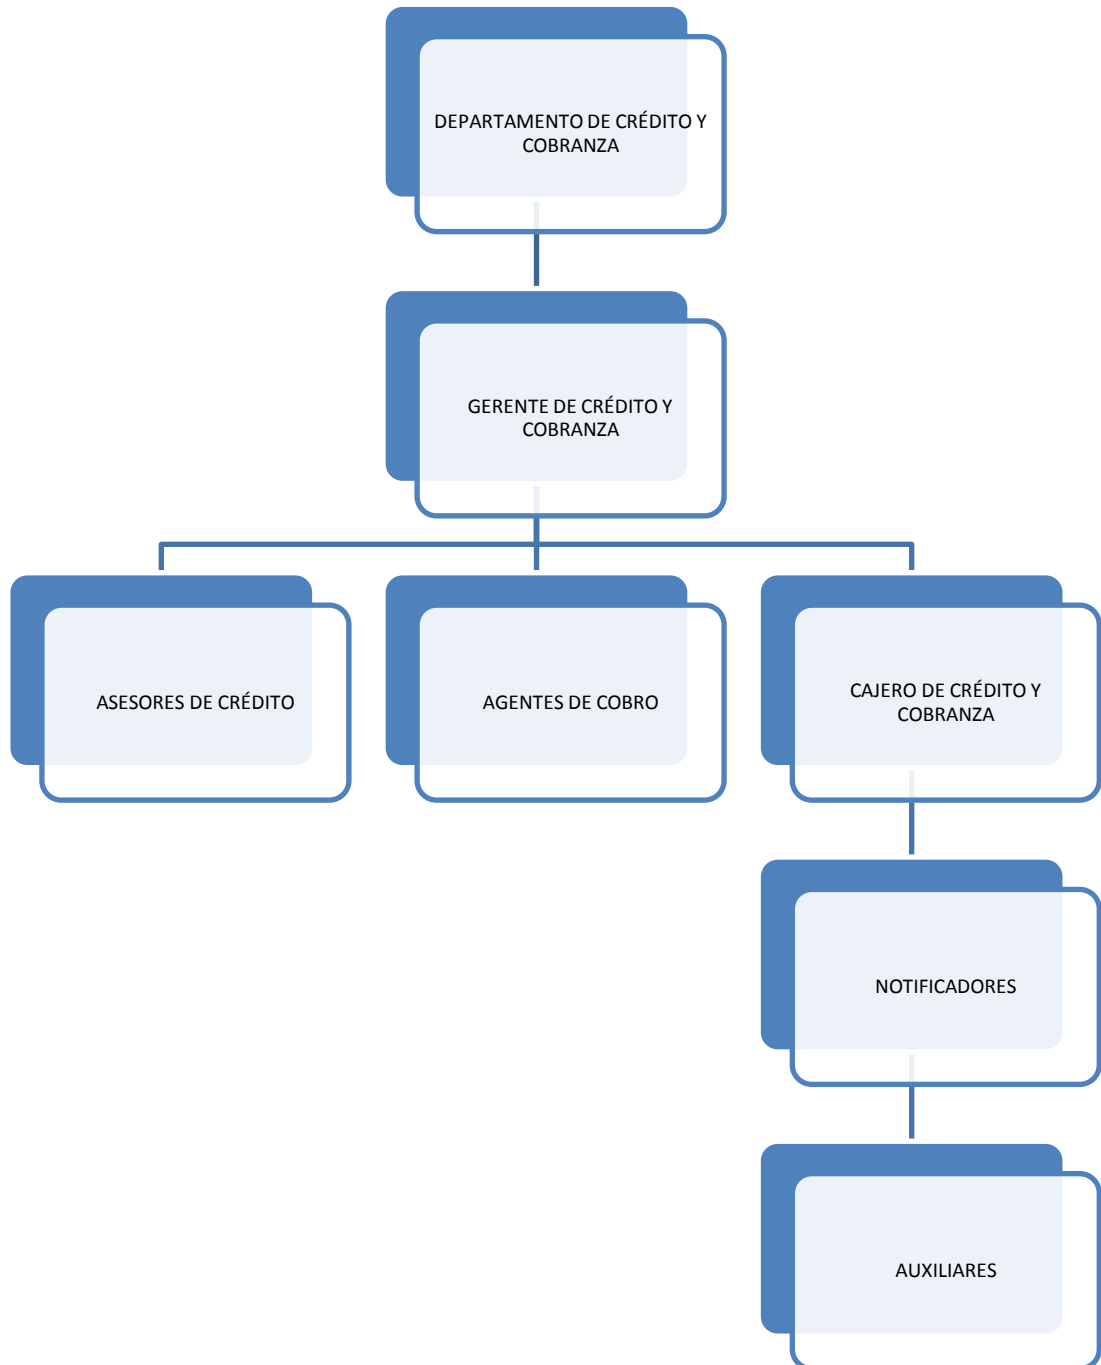 DEPARTAMENTO DE CRÉDITO Y
COBRANZA
GERENTE DE CRÉDITO Y
COBRANZA
ASESORES DE CRÉDITO
AGENTES DE COBRO
CAJERO DE CRÉDITO Y
COBRANZA
NOTIFICADORES
AUXILIARES